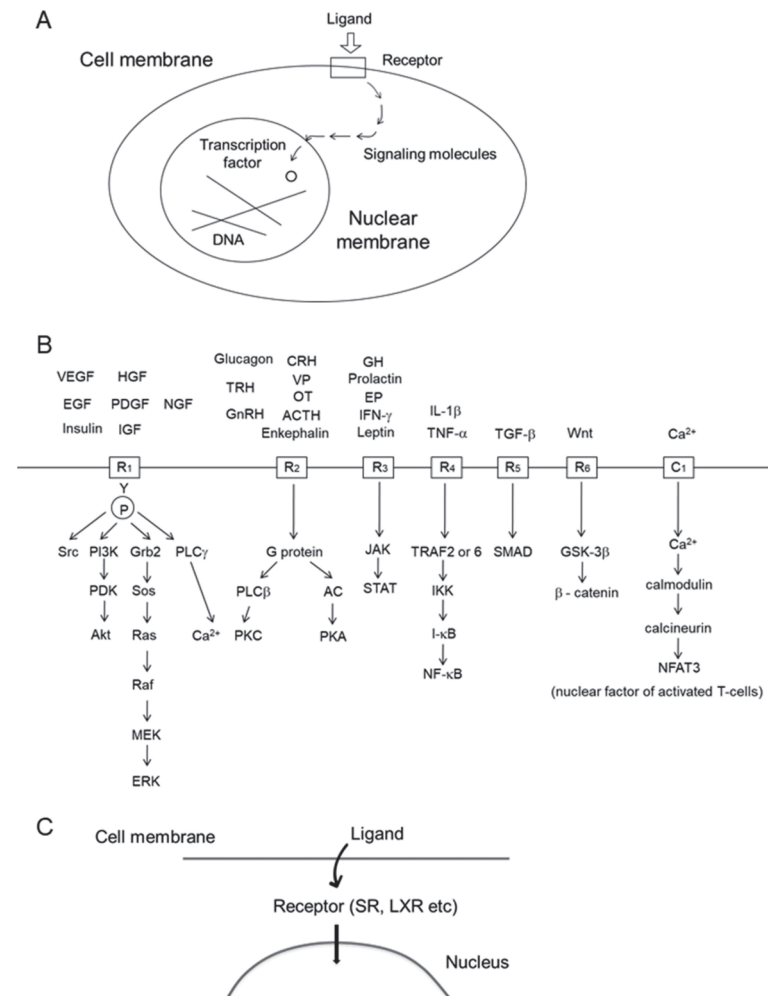 A
Ligand
Cell membrane
Receptor
Transcription
factor
Signaling molecules
Nuclear
membrane
DNA
B
VEGF HGF
EGF PDGF NGF
Insulin IGF
Glucagon CRH
TRH VP
OT
GnRH ACTH
Enkephalin
GH
Prolactin
EP
IFN-γ
Leptin
IL-1β
TNF-α
TGF-β
Wnt
Ca²⁺
R₁ R₂ R₃ R₄ R₅ R₆ C₁
Y
P
Src PI3K Grb2 PLCγ
PDK Sos
Akt Ras Ca²⁺
Raf
MEK
ERK
G protein
PLCβ AC
PKC PKA
JAK
STAT
TRAF2 or 6
IKK
I-κB
NF-κB
SMAD
GSK-3β
β - catenin
Ca²⁺
calmodulin
calcineurin
NFAT3
(nuclear factor of activated T-cells)
C
Cell membrane
Ligand
Receptor (SR, LXR etc)
Nucleus